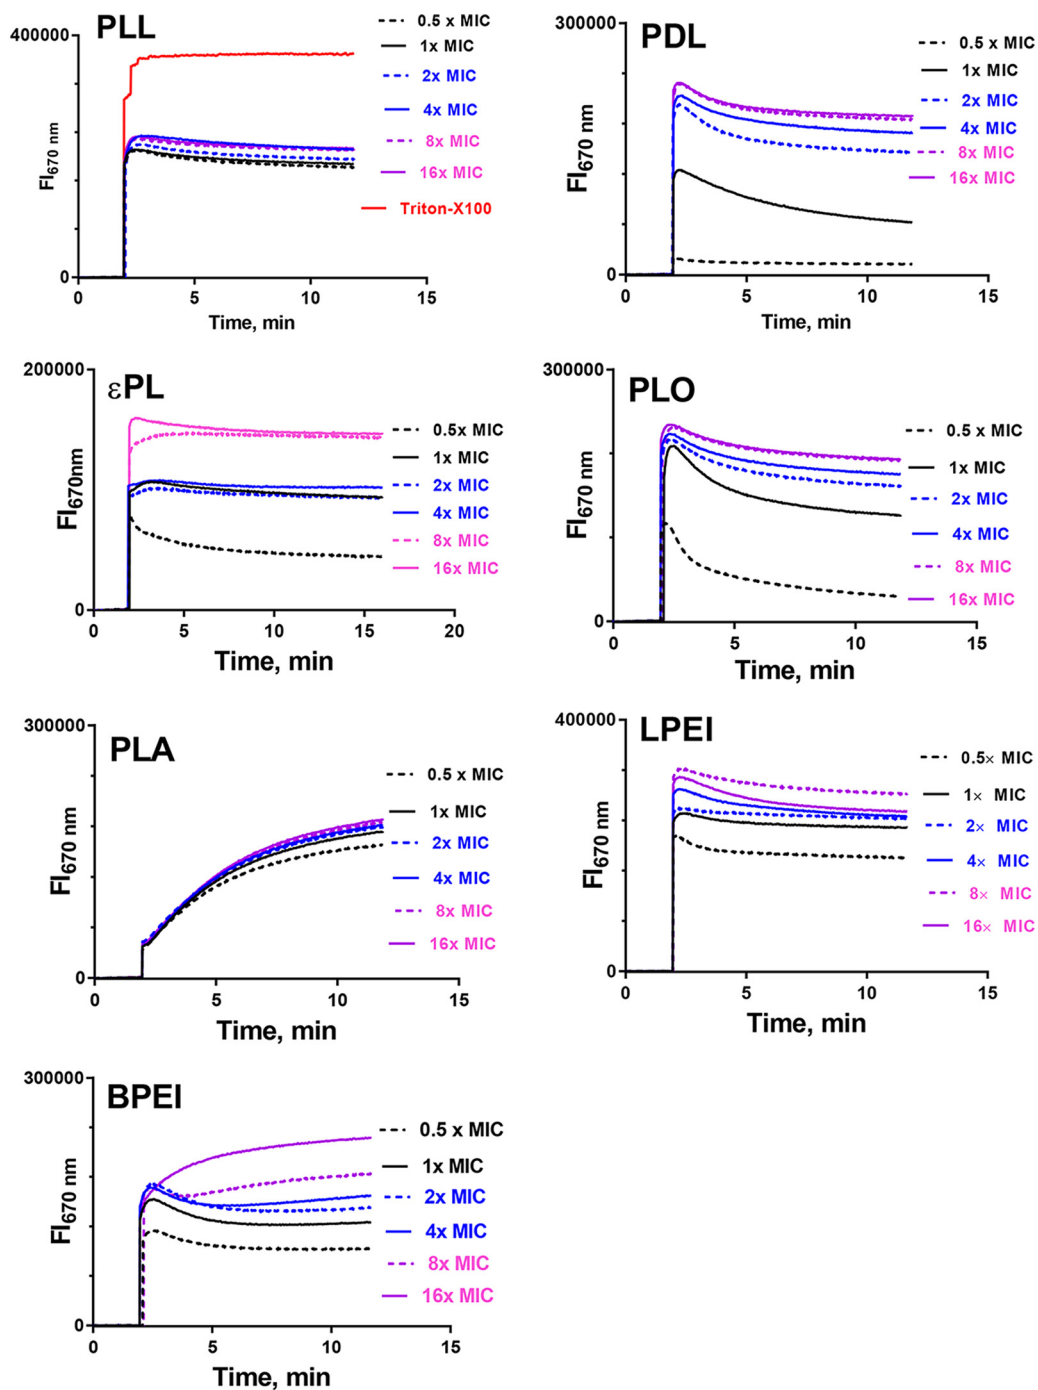 PLL
400000
0
FI670 nm
0 5 10 15
Time, min
0.5 x MIC
1x MIC
2x MIC
4x MIC
8x MIC
16x MIC
Triton-X100
PDL
300000
0
FI670 nm
0 5 10 15
Time, min
0.5 x MIC
1x MIC
2x MIC
4x MIC
8x MIC
16x MIC
εPL
200000
0
FI670nm
0 5 10 15 20
Time, min
0.5x MIC
1x MIC
2x MIC
4x MIC
8x MIC
16x MIC
PLO
300000
0
FI670 nm
0 5 10 15
Time, min
0.5 x MIC
1x MIC
2x MIC
4x MIC
8x MIC
16x MIC
PLA
300000
0
FI670 nm
0 5 10 15
Time, min
0.5 x MIC
1x MIC
2x MIC
4x MIC
8x MIC
16x MIC
LPEI
400000
0
FI670 nm
0 5 10 15
Time, min
0.5× MIC
1× MIC
2× MIC
4× MIC
8× MIC
16× MIC
BPEI
300000
0
FI670 nm
0 5 10 15
Time, min
0.5 x MIC
1x MIC
2x MIC
4x MIC
8x MIC
16x MIC